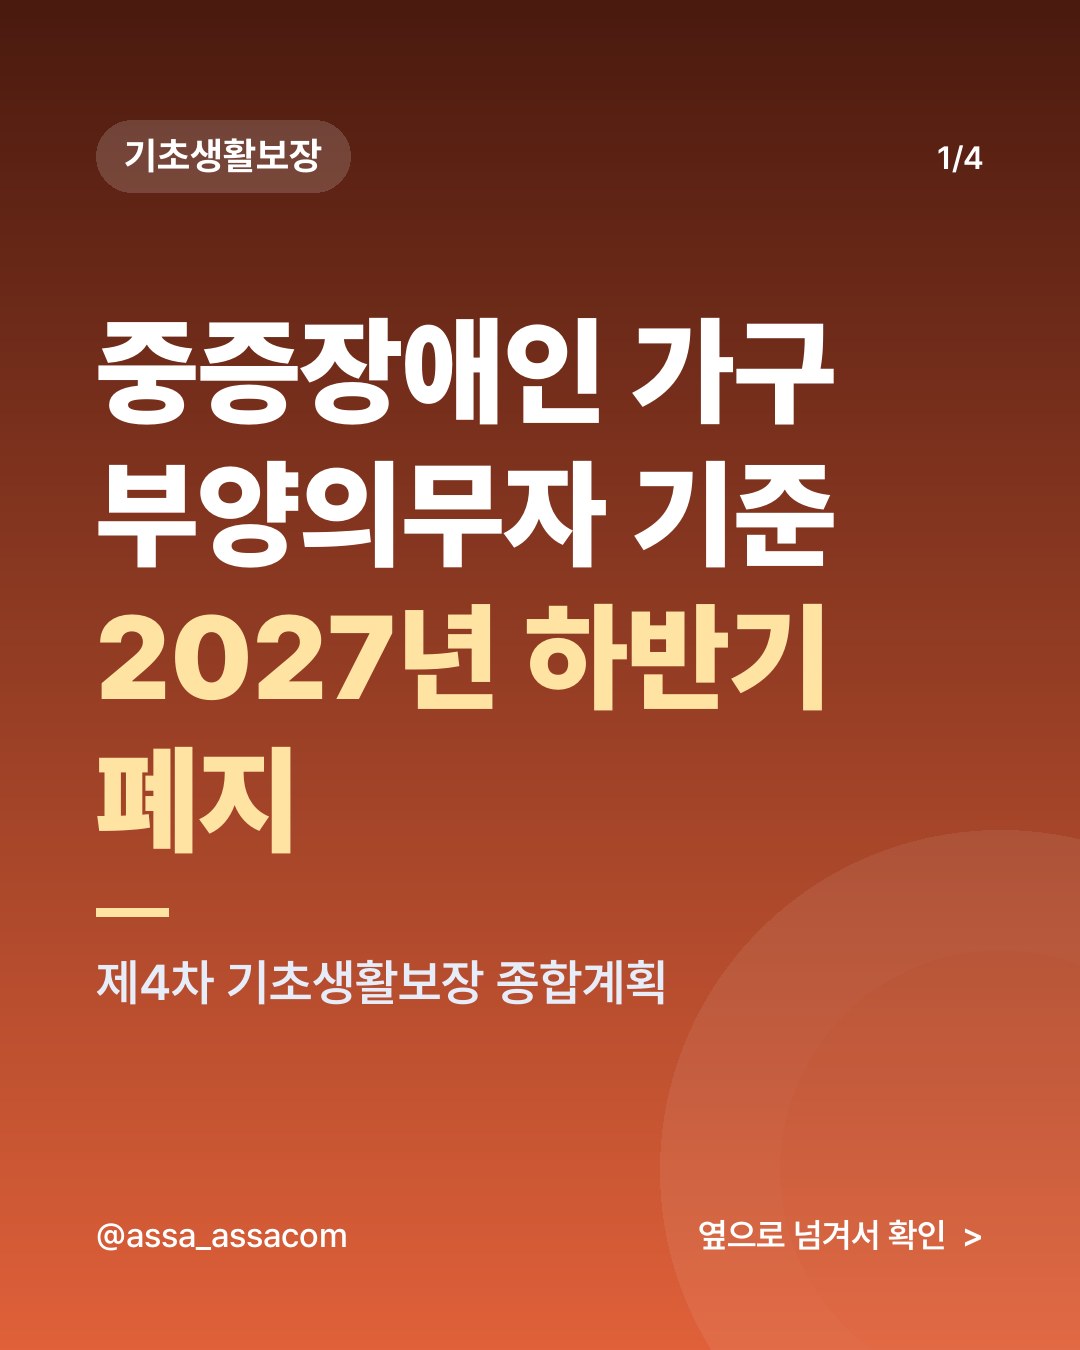 기초생활보장
1/4
중증장애인 가구
부양의무자 기준
2027년 하반기
폐지
제4차 기초생활보장 종합계획
@assa_assacom
옆으로 넘겨서 확인 >